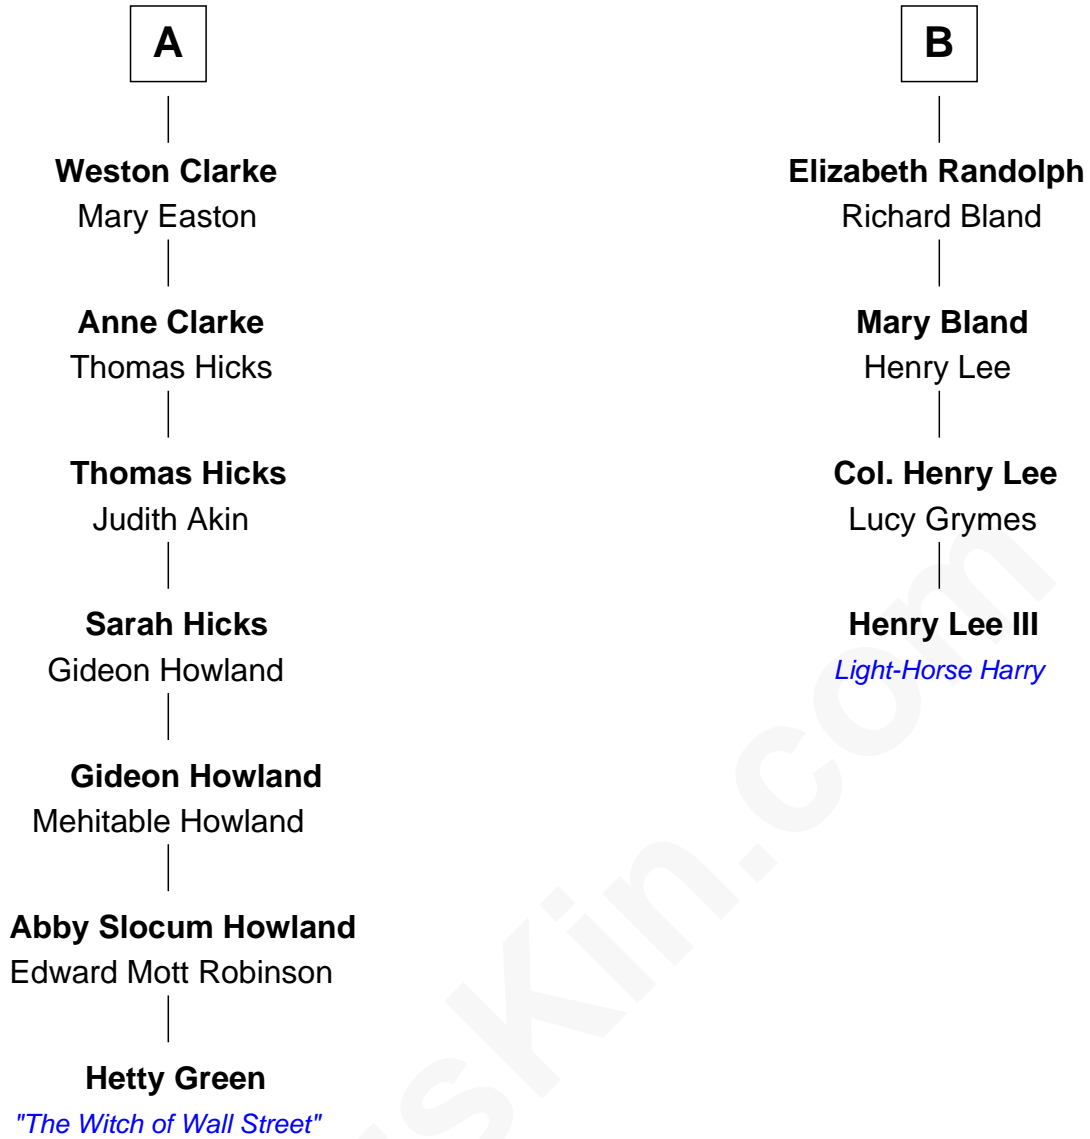 A
Weston Clarke
Mary Easton
Anne Clarke
Thomas Hicks
Thomas Hicks
Judith Akin
Sarah Hicks
Gideon Howland
Gideon Howland
Mehitable Howland
Abby Slocum Howland
Edward Mott Robinson
Hetty Green
"The Witch of Wall Street"
B
Elizabeth Randolph
Richard Bland
Mary Bland
Henry Lee
Col. Henry Lee
Lucy Grymes
Henry Lee III
Light-Horse Harry
sKin.com